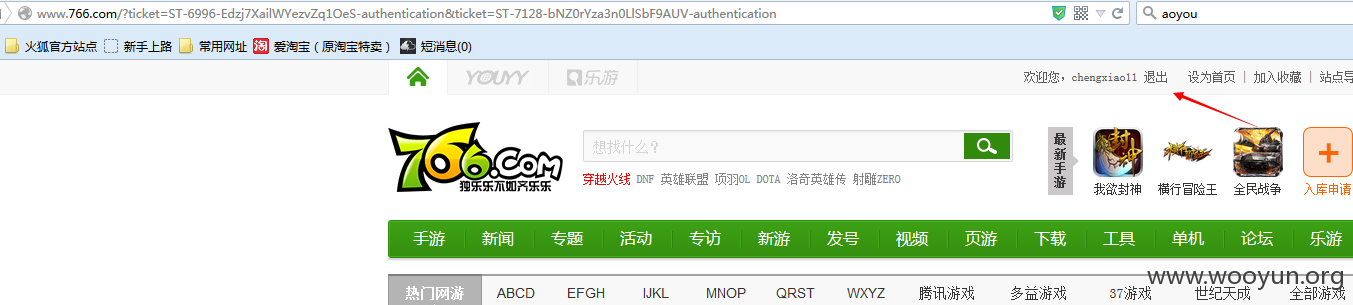 www.766.com/?ticket=ST-6996-Edzj7XailWYezvZq1OeS-authentication&ticket=ST-7128-bNZ0rYza3n0LlSbF9AUV-authentication aoyou
火狐官方站点 新手上路 常用网址 淘 爱淘宝（原淘宝特卖） 短消息(0)
YOUYY 乐游 欢迎您，chengxiao11 退出 设为首页 | 加入收藏 | 站点导
766.COM
独乐乐不如齐乐乐
想找什么？
穿越火线 DNF 英雄联盟 项羽OL DOTA 洛奇英雄传 射雕ZERO
最新手游
我欲封神 横行冒险王 全民战争 入库申请
手游 新闻 专题 活动 专访 新游 发号 视频 页游 下载 工具 单机 论坛 乐游
www.wooyun.org
热门网游 ABCD EFGH IJKL MNOP QRST WXYZ 腾讯游戏 多益游戏 37游戏 世纪天成 全部游戏